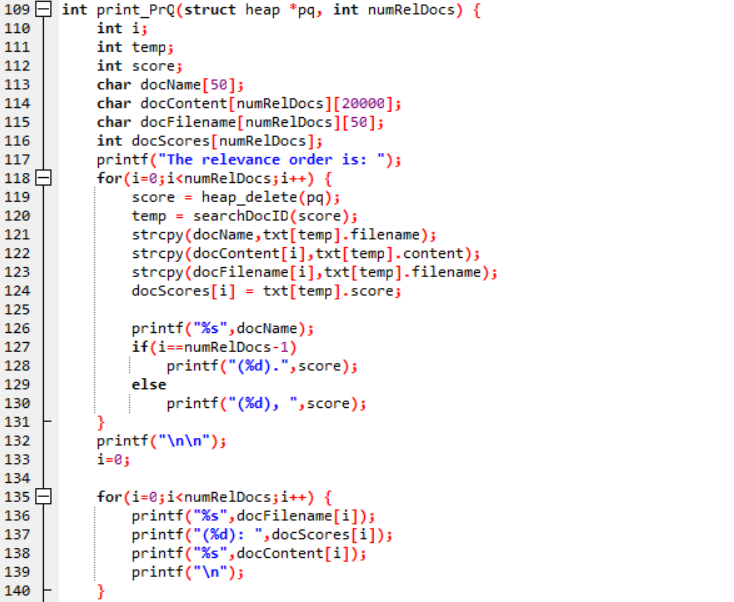 109 int print_PrQ(struct heap *pq, int numRelDocs) {
110     int i;
111     int temp;
112     int score;
113     char docName[50];
114     char docContent[numRelDocs][20000];
115     char docFilename[numRelDocs][50];
116     int docScores[numRelDocs];
117     printf("The relevance order is: ");
118     for(i=0;i<numRelDocs;i++) {
119         score = heap_delete(pq);
120         temp = searchDocID(score);
121         strcpy(docName,txt[temp].filename);
122         strcpy(docContent[i],txt[temp].content);
123         strcpy(docFilename[i],txt[temp].filename);
124         docScores[i] = txt[temp].score;
125
126         printf("%s",docName);
127         if(i==numRelDocs-1)
128             printf("(%d).",score);
129         else
130             printf("(%d), ",score);
131     }
132     printf("\n\n");
133     i=0;
134
135     for(i=0;i<numRelDocs;i++) {
136         printf("%s",docFilename[i]);
137         printf("(%d): ",docScores[i]);
138         printf("%s",docContent[i]);
139         printf("\n");
140     }